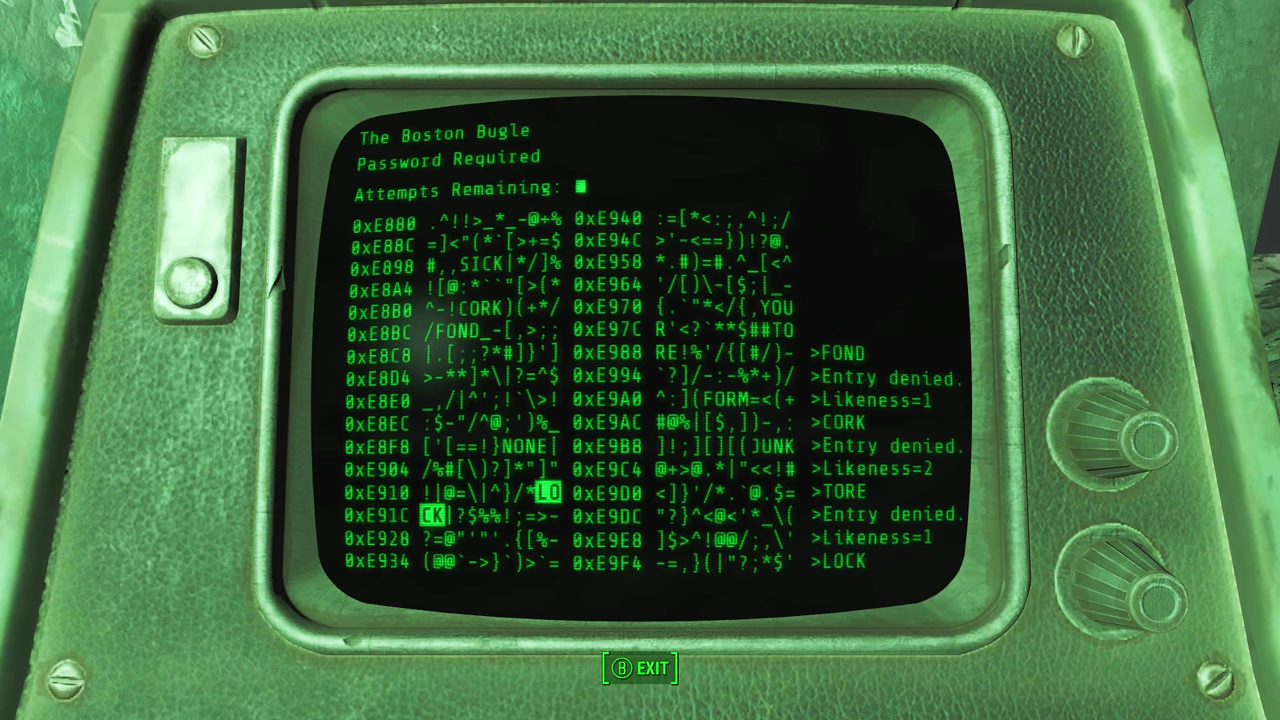 The Boston Bugle
Password Required
Attempts Remaining: ■
0xE880 .^!!>_*_-@+% 0xE940 :=[*<:;,^!;/
0xE88C =]<"(*`[>+=$ 0xE94C >'-<==})!?@.
0xE898 #,,SICK|*/]% 0xE958 *.#)=#.^_[<^
0xE8A4 ![@:*``"[>(* 0xE964 '/[)\-[$;|_-
0xE8B0 ^-!CORK)(+*/ 0xE970 {.`"*</{,YOU
0xE8BC /FOND_-[,>;; 0xE97C R'<?`**$##TO
0xE8C8 |.[;;?*#]}'] 0xE988 RE!%'/{[#/)- >FOND
0xE8D4 >-**]*\|?=^$ 0xE994 `?]/-:-%*+)/ >Entry denied.
0xE8E0 _,/|^';!`\>! 0xE9A0 ^:](FORM=<(+ >Likeness=1
0xE8EC :$-"/^@;'}%_ 0xE9AC #@%|[$,])-,: >CORK
0xE8F8 ['[==!}NONE| 0xE9B8 ]!;][][(JUNK >Entry denied.
0xE904 /%#[\)?]*"]" 0xE9C4 @+>@.*|"<<!# >Likeness=2
0xE910 !|@=\|^}/*LO 0xE9D0 <]}'/*.`@.$= >TORE
0xE91C CK|?$%%!;=>- 0xE9DC "?}^<@<'*_\( >Entry denied.
0xE928 ?=@"'"'.{[%- 0xE9E8 ]$>^!@@/;,\' >Likeness=1
0xE934 (@@`->}`)>`= 0xE9F4 -=,}(|"?;*$' >LOCK
[Ⓑ EXIT]